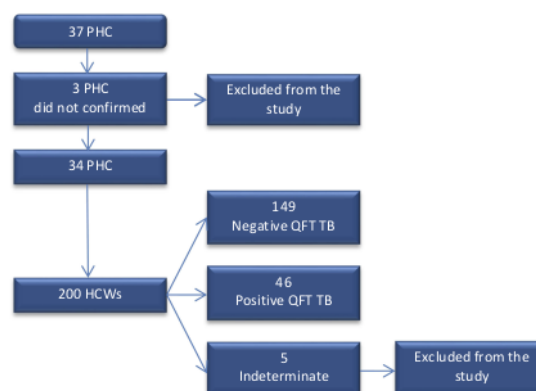 37 PHC
3 PHC
did not confirmed
Excluded from the
study
34 PHC
149
Negative QFT TB
200 HCWs
46
Positive QFT TB
5
Indeterminate
Excluded from the
study